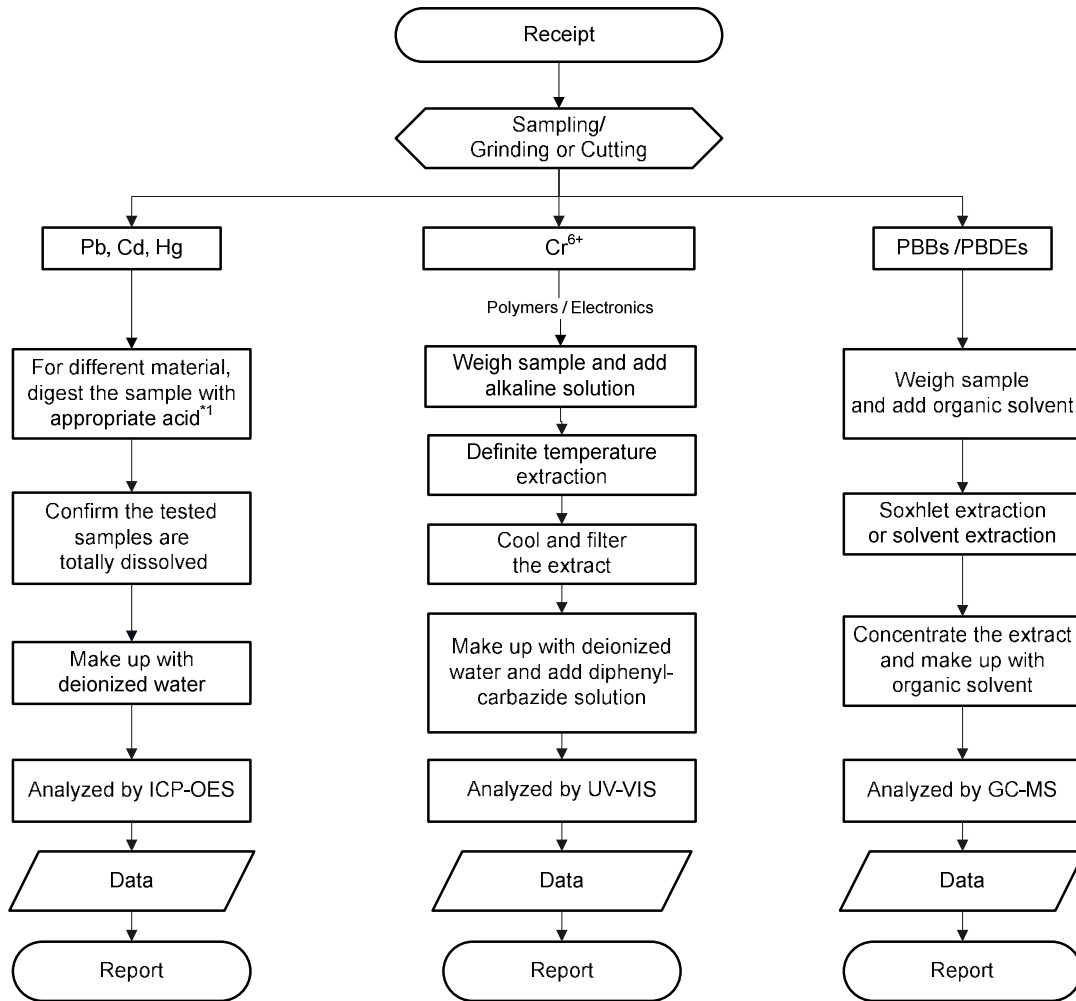 Receipt
Sampling/
Grinding or Cutting
Pb, Cd, Hg
For different material,
digest the sample with
appropriate acid*1
Confirm the tested
samples are
totally dissolved
Make up with
deionized water
Analyzed by ICP-OES
Data
Report
Cr6+
Polymers / Electronics
Weigh sample and add
alkaline solution
Definite temperature
extraction
Cool and filter
the extract
Make up with deionized
water and add diphenyl-
carbazide solution
Analyzed by UV-VIS
Data
Report
PBBs /PBDEs
Weigh sample
and add organic solvent
Soxhlet extraction
or solvent extraction
Concentrate the extract
and make up with
organic solvent
Analyzed by GC-MS
Data
Report